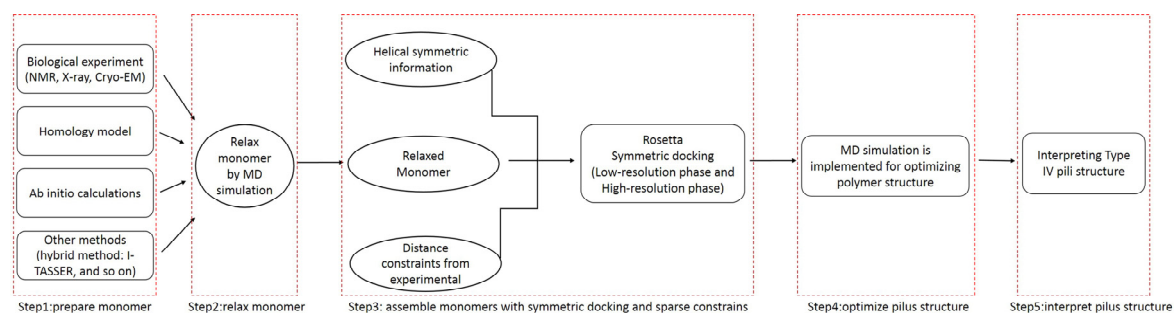 Biological experiment
(NMR, X-ray, Cryo-EM)
Homology model
Ab initio calculations
Other methods
(hybrid method: I-
TASSER, and so on)
Step1:prepare monomer
Relax
monomer
by MD
simulation
Step2:relax monomer
Helical symmetric
information
Relaxed
Monomer
Distance
constraints from
experimental
Rosetta
Symmetric docking
(Low-resolution phase and
High-resolution phase)
Step3: assemble monomers with symmetric docking and sparse constrains
MD simulation is
implemented for optimizing
polymer structure
Step4:optimize pilus structure
Interpreting Type
IV pili structure
Step5:interpret pilus structure